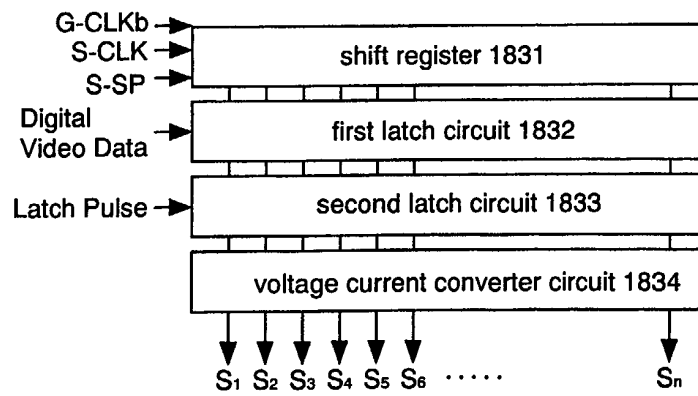 G-CLKb
S-CLK
S-SP
shift register 1831
Digital
Video Data
first latch circuit 1832
Latch Pulse
second latch circuit 1833
voltage current converter circuit 1834
S1 S2 S3 S4 S5 S6 ····· Sn